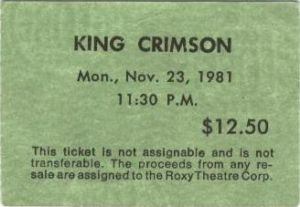 KING CRIMSON
Mon., Nov. 23, 1981
11:30 P.M.
$12.50
This ticket is not assignable and is not
transferable. The proceeds from any re-
sale are assigned to the Roxy Theatre Corp.